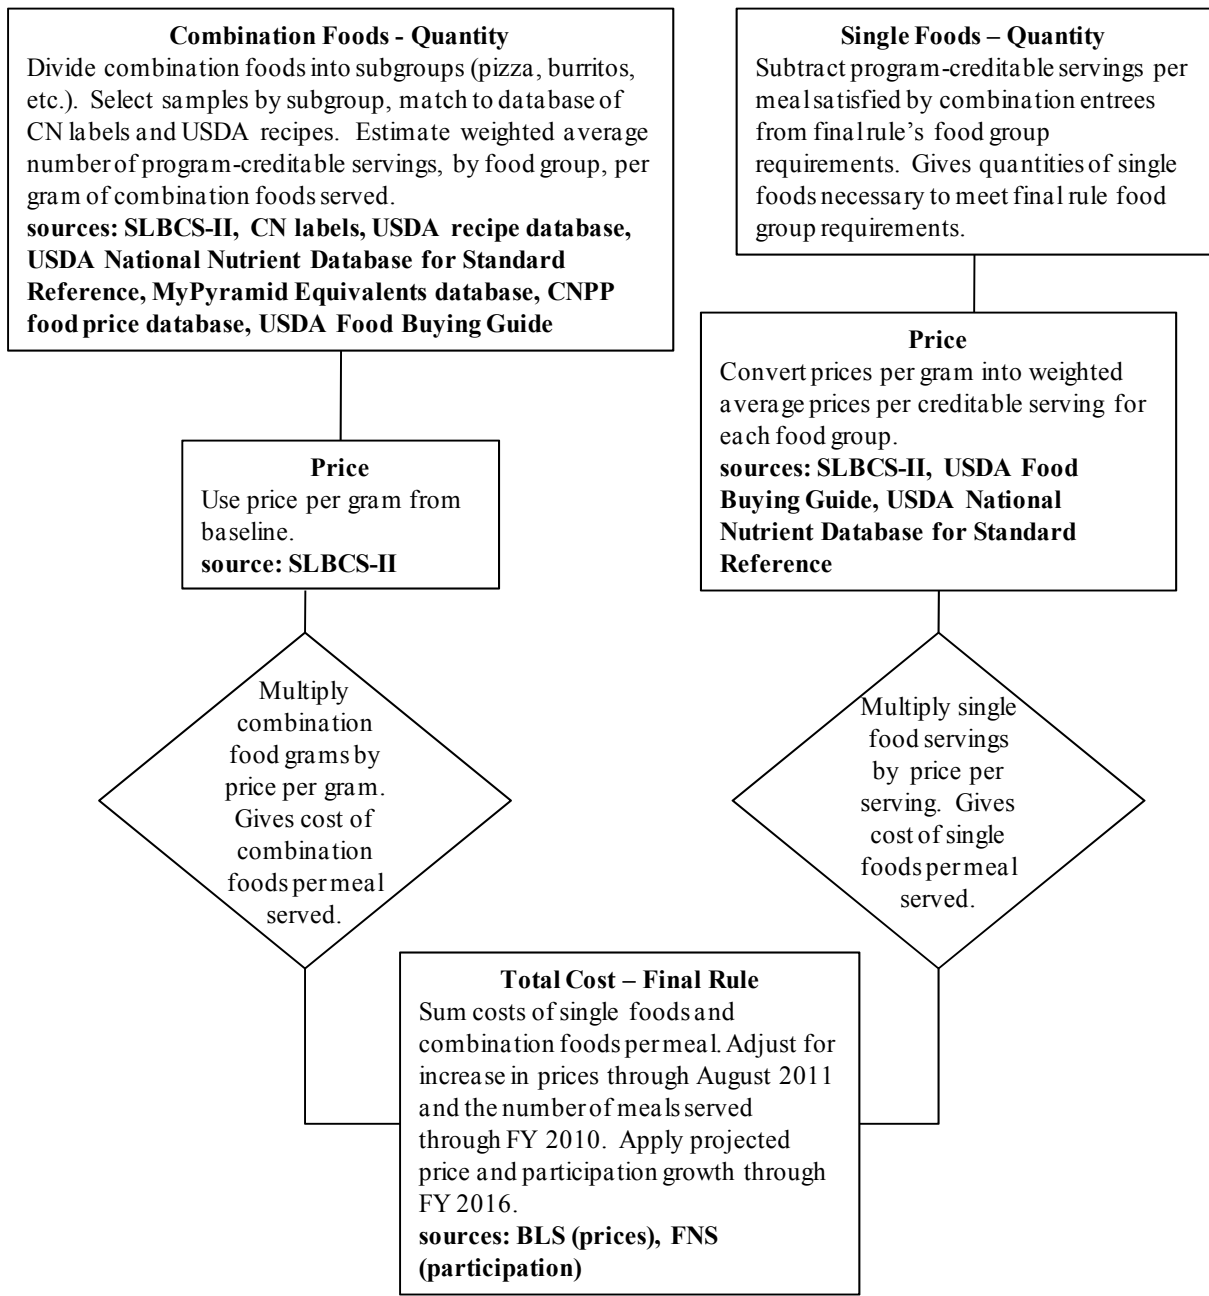 Combination Foods - Quantity
Divide combination foods into subgroups (pizza, burritos,
etc.). Select samples by subgroup, match to database of
CN labels and USDA recipes. Estimate weighted average
number of program-creditable servings, by food group, per
gram of combination foods served.
sources: SLBCS-II, CN labels, USDA recipe database,
USDA National Nutrient Database for Standard
Reference, MyPyramid Equivalents database, CNPP
food price database, USDA Food Buying Guide
Single Foods – Quantity
Subtract program-creditable servings per
meal satisfied by combination entrees
from final rule's food group
requirements. Gives quantities of single
foods necessary to meet final rule food
group requirements.
Price
Use price per gram from
baseline.
source: SLBCS-II
Price
Convert prices per gram into weighted
average prices per creditable serving for
each food group.
sources: SLBCS-II, USDA Food
Buying Guide, USDA National
Nutrient Database for Standard
Reference
Multiply
combination
food grams by
price per gram.
Gives cost of
combination
foods per meal
served.
Multiply single
food servings
by price per
serving. Gives
cost of single
foods per meal
served.
Total Cost – Final Rule
Sum costs of single foods and
combination foods per meal. Adjust for
increase in prices through August 2011
and the number of meals served
through FY 2010. Apply projected
price and participation growth through
FY 2016.
sources: BLS (prices), FNS
(participation)